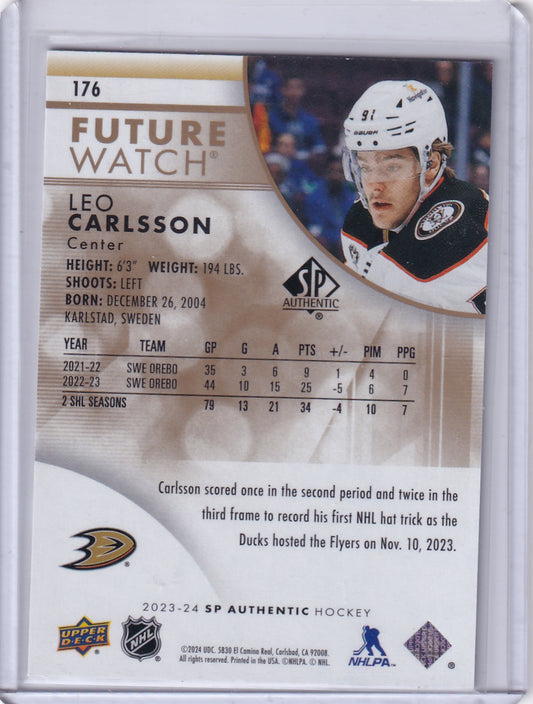 176
FUTURE
WATCH®
LEO
CARLSSON
Center
HEIGHT: 6'3" WEIGHT: 194 LBS.
SHOOTS: LEFT
BORN: DECEMBER 26, 2004
KARLSTAD, SWEDEN
91
BAUER
SP
AUTHENTIC
®
YEAR TEAM GP G A PTS +/- PIM PPG
2021-22 SWE OREBO 35 3 6 9 1 4 0
2022-23 SWE OREBO 44 10 15 25 -5 6 7
2 SHL SEASONS 79 13 21 34 -4 10 7
Carlsson scored once in the second period and twice in the
third frame to record his first NHL hat trick as the
Ducks hosted the Flyers on Nov. 10, 2023.
®
2023-24 SP AUTHENTIC HOCKEY
UPPER
DECK
NHL
©2024 UDC. 5830 El Camino Real, Carlsbad, CA 92008.
All rights reserved. Printed in the USA. ©NHLPA. © NHL.
NHLPA
®